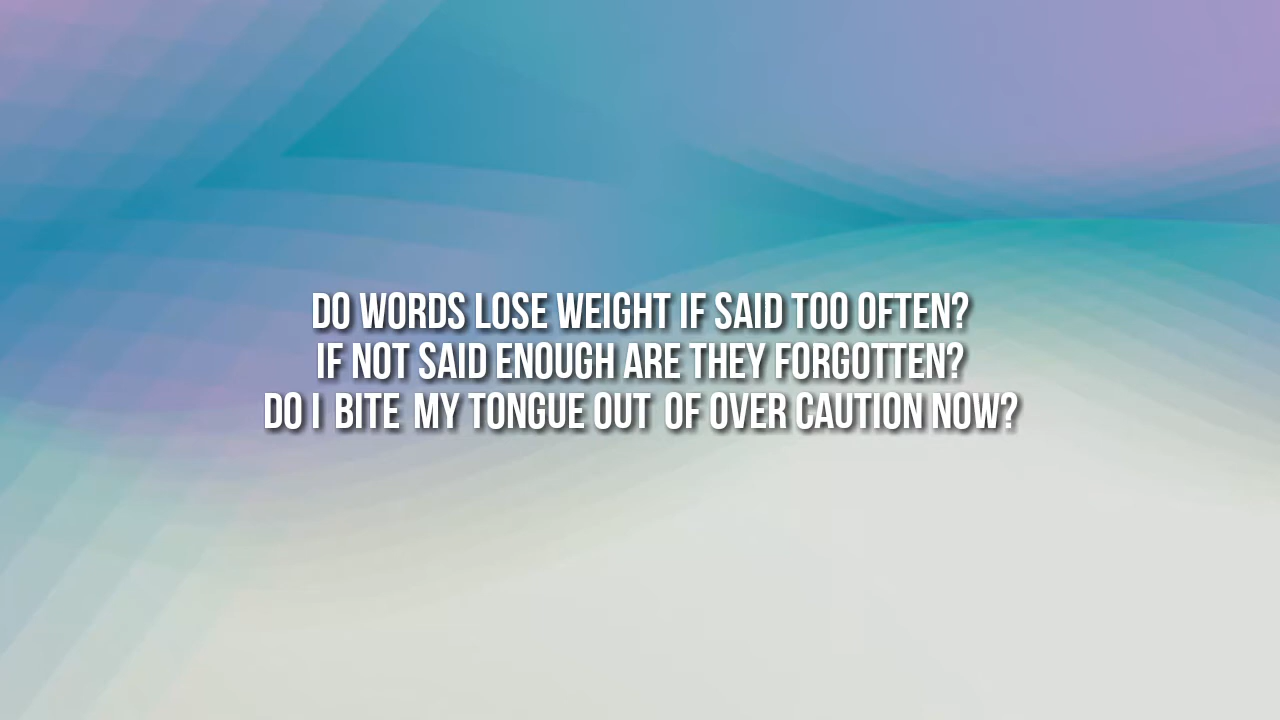 DO WORDS LOSE WEIGHT IF SAID TOO OFTEN?
IF NOT SAID ENOUGH ARE THEY FORGOTTEN?
DO I BITE MY TONGUE OUT OF OVER CAUTION NOW?